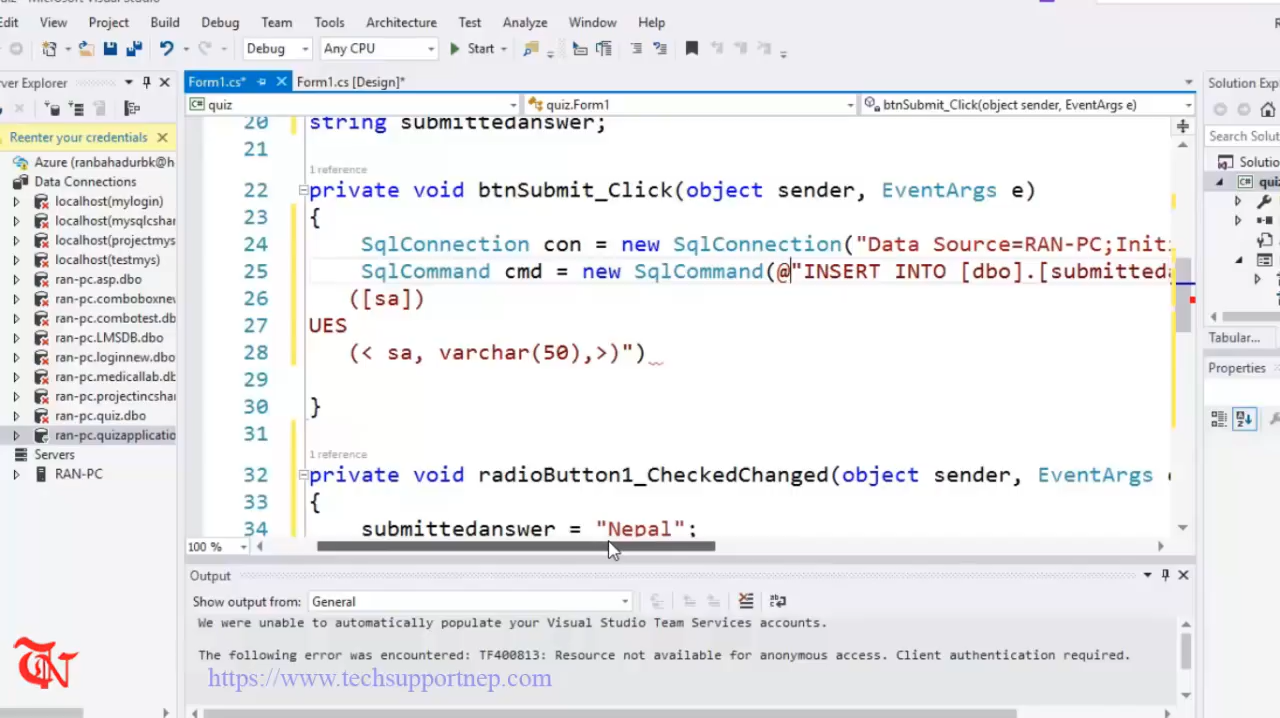 Edit View Project Build Debug Team Tools Architecture Test Analyze Window Help
Debug Any CPU Start
Form1.cs* Form1.cs [Design]*
quiz quiz.Form1 btnSubmit_Click(object sender, EventArgs e)
ver Explorer
Reenter your credentials
Azure (ranbahadurbk@h
Data Connections
localhost(mylogin)
localhost(mysqlcshar
localhost(projectmys
localhost(testmys)
ran-pc.asp.dbo
ran-pc.comboboxnew
ran-pc.combotest.db
ran-pc.LMSDB.dbo
ran-pc.loginnew.dbo
ran-pc.medicallab.db
ran-pc.projectincshar
ran-pc.quiz.dbo
ran-pc.quizapplicatio
Servers
RAN-PC
20 string submittedanswer;
21
1 reference
22 private void btnSubmit_Click(object sender, EventArgs e)
23 {
24 SqlConnection con = new SqlConnection("Data Source=RAN-PC;Init
25 SqlCommand cmd = new SqlCommand(@"INSERT INTO [dbo].[submitteda
26 ([sa])
27 UES
28 (< sa, varchar(50),>)")
29
30 }
31
1 reference
32 private void radioButton1_CheckedChanged(object sender, EventArgs
33 {
34 submittedanswer = "Nepal";
100 %
Output
Show output from: General
We were unable to automatically populate your Visual Studio Team Services accounts.
The following error was encountered: TF400813: Resource not available for anonymous access. Client authentication required.
https://www.techsupportnep.com
TN
Solution Exp
Search Solut
Solutio
quiz
Tabular...
Properties